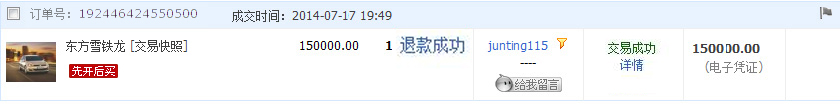 订单号：192446424550500 成交时间：2014-07-17 19:49
东方雪铁龙 [交易快照] 150000.00 1 退款成功 junting115 交易成功 150000.00
先开后买 ---- 详情 （电子凭证）
给我留言